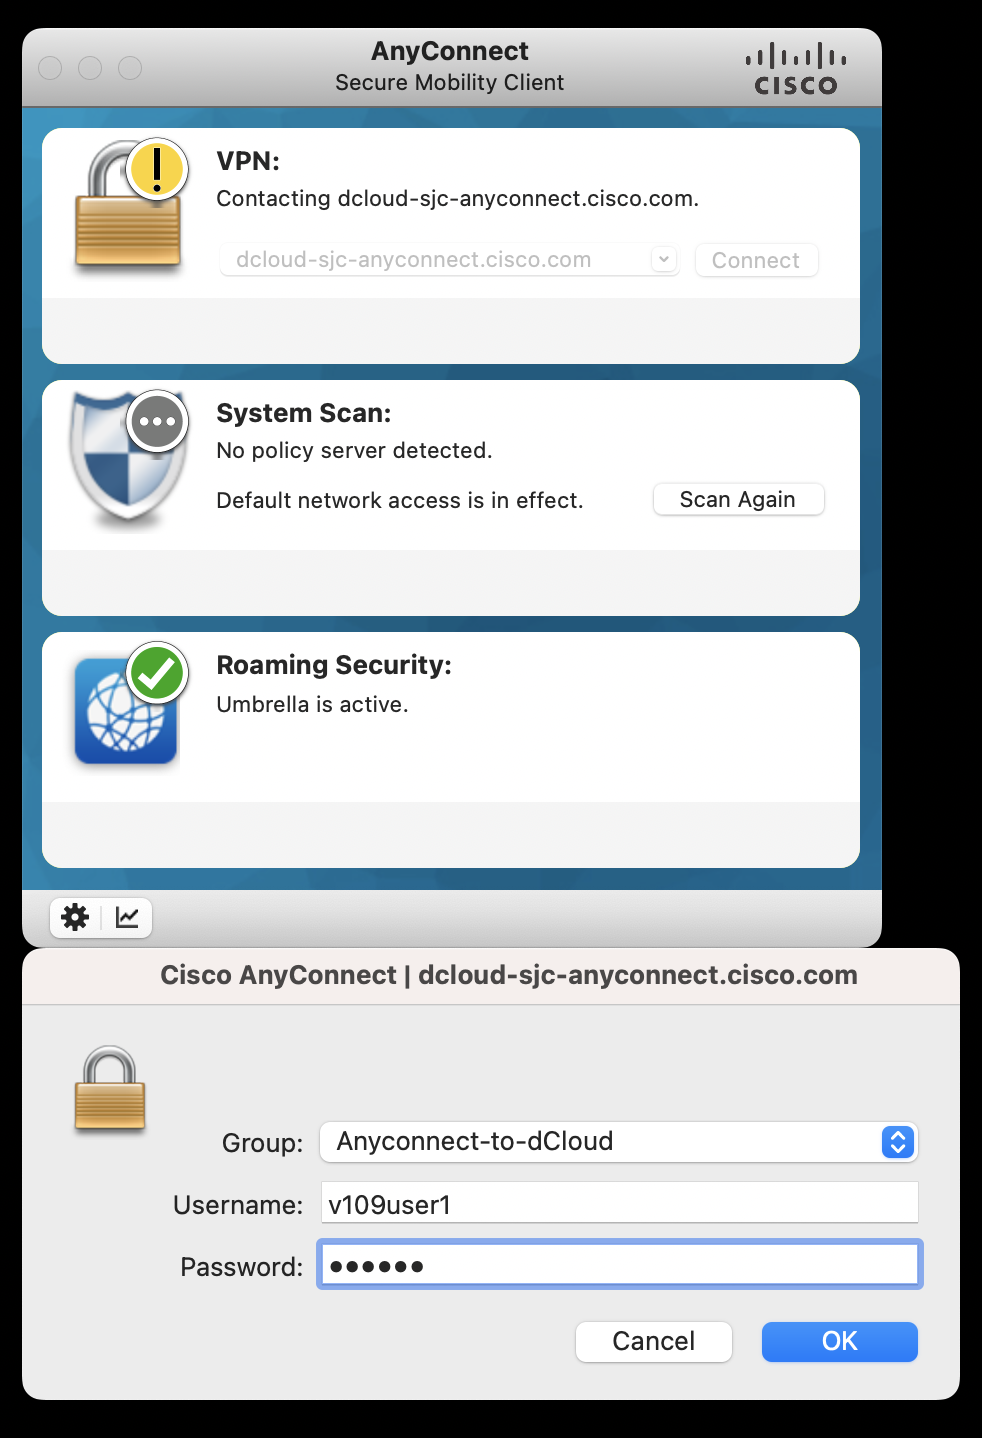 AnyConnect
Secure Mobility Client
CISCO
VPN:
Contacting dcloud-sjc-anyconnect.cisco.com.
dcloud-sjc-anyconnect.cisco.com
Connect
System Scan:
No policy server detected.
Default network access is in effect.
Scan Again
Roaming Security:
Umbrella is active.
Cisco AnyConnect | dcloud-sjc-anyconnect.cisco.com
Group: Anyconnect-to-dCloud
Username: v109user1
Password: ••••••
Cancel
OK